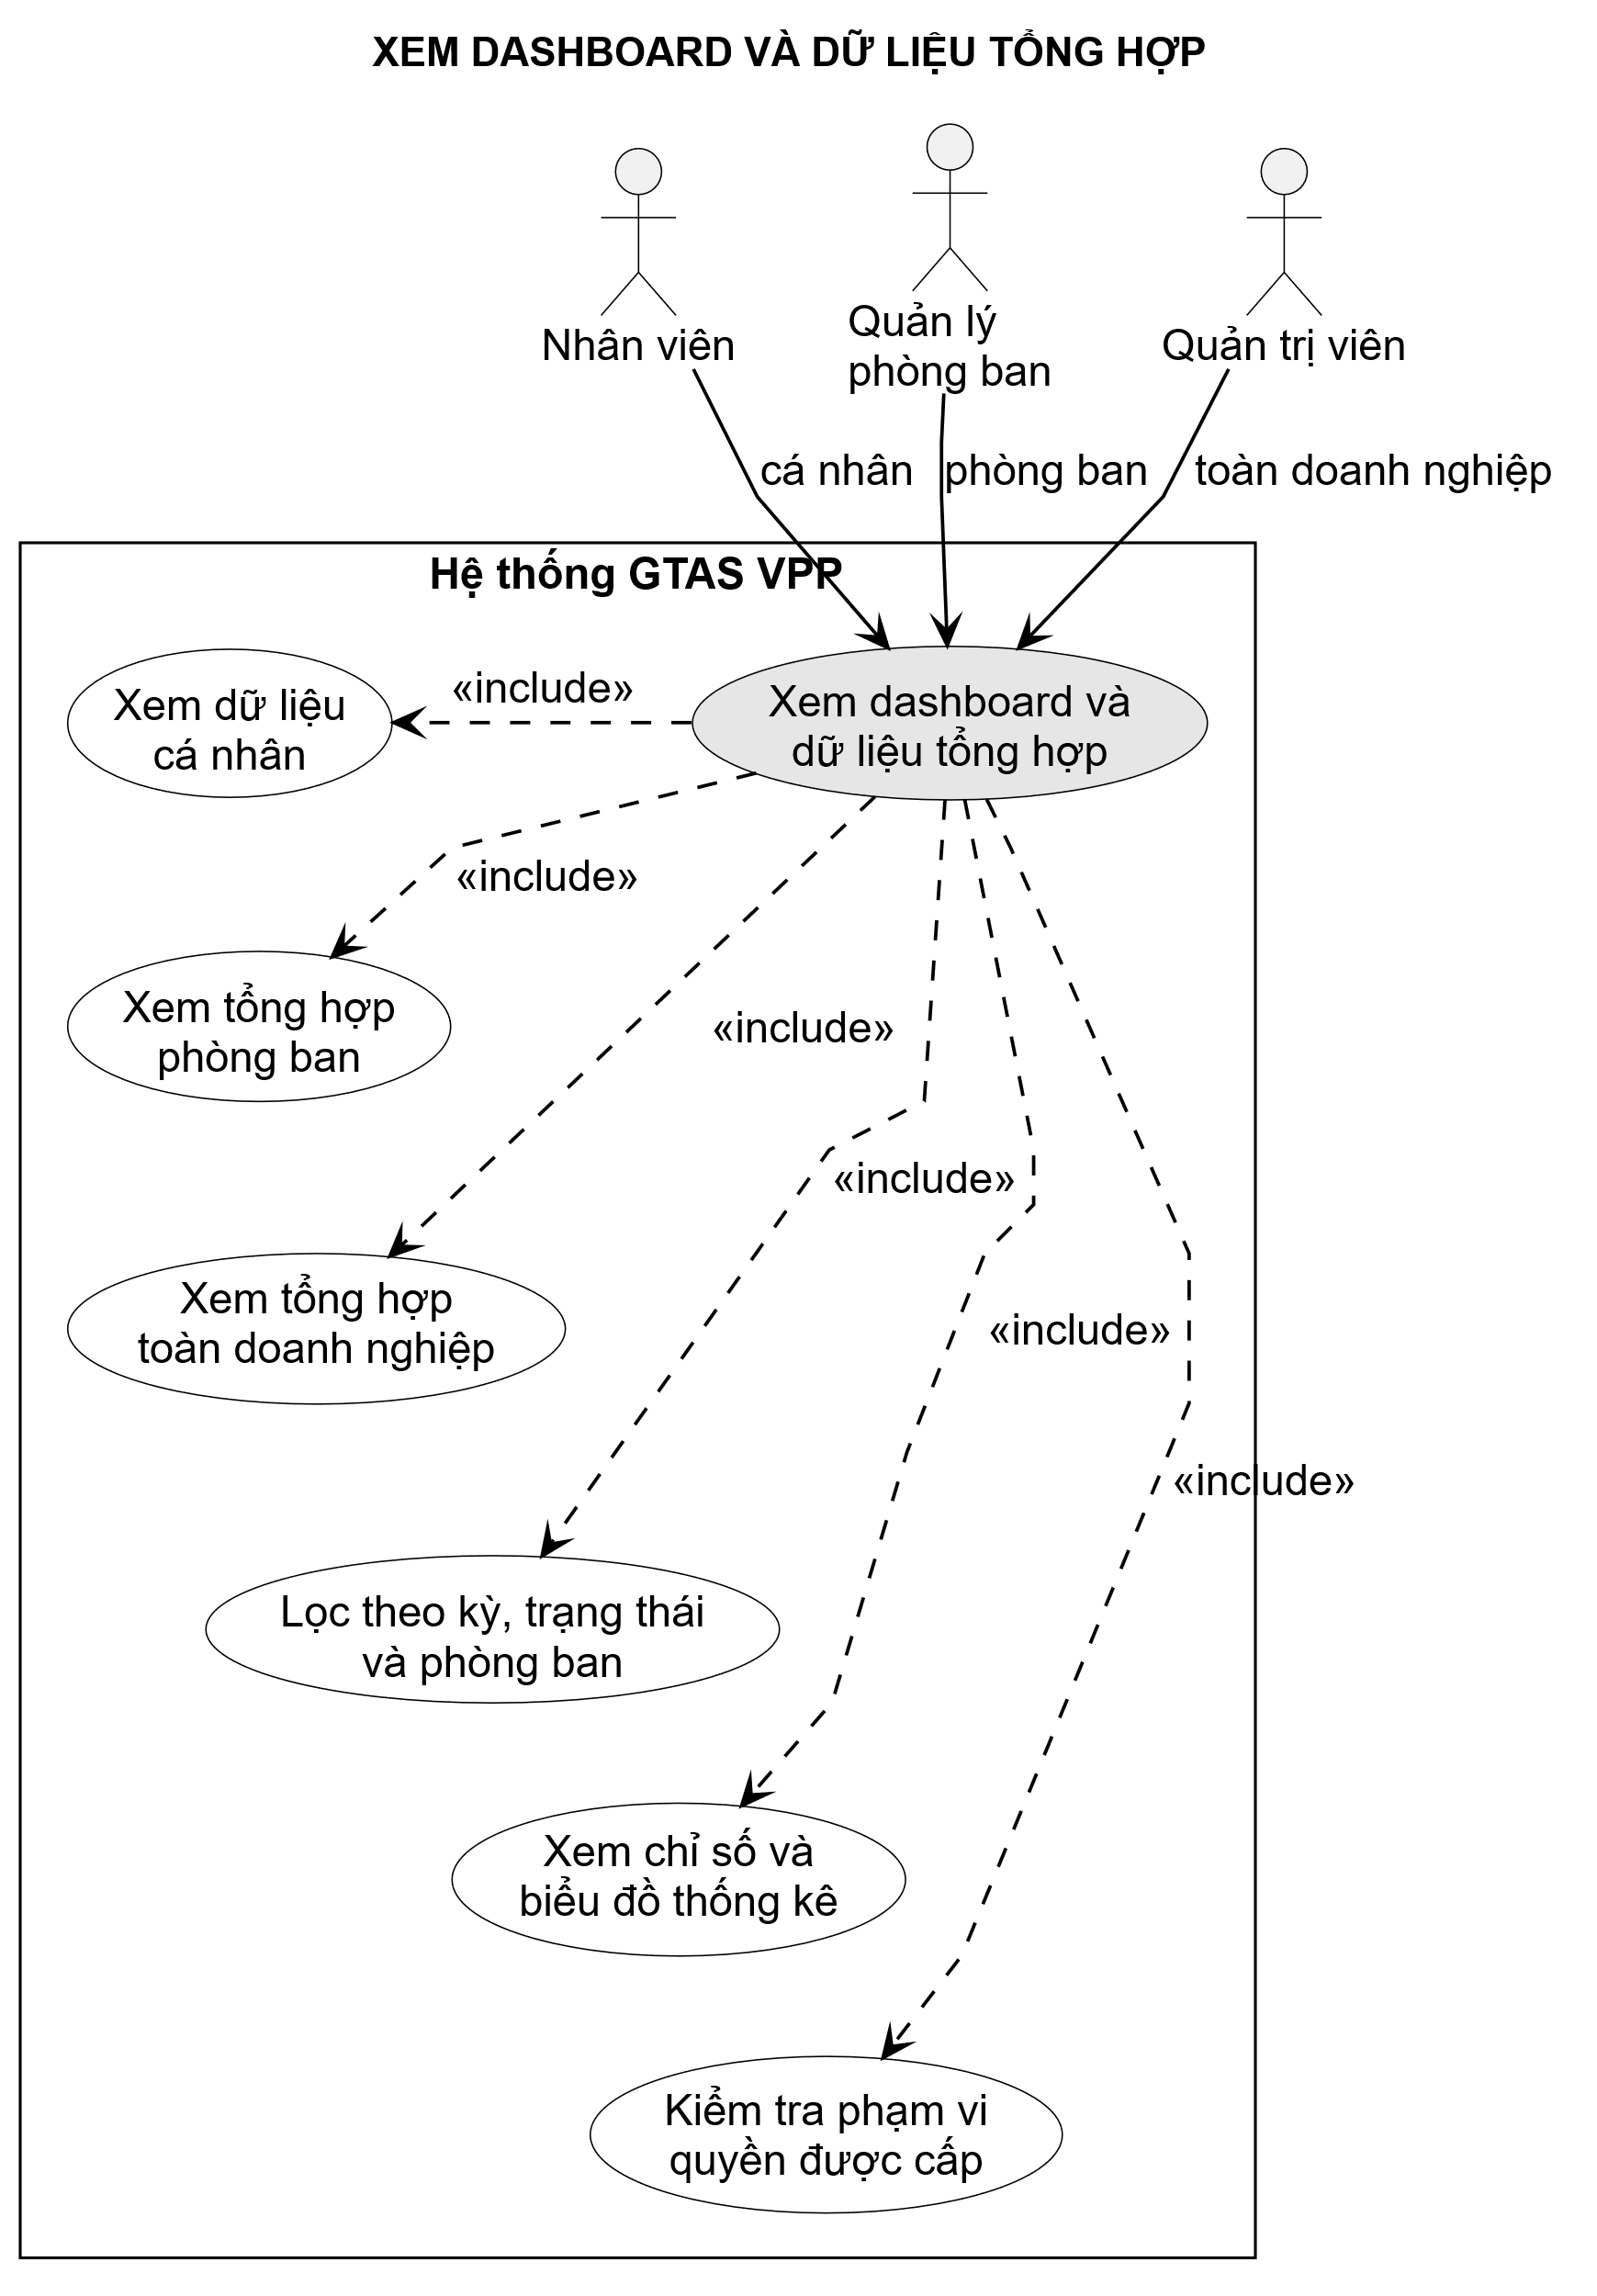 XEM DASHBOARD VÀ DỮ LIỆU TỔNG HỢP
Nhân viên
Quản lý
phòng ban
Quản trị viên
cá nhân
phòng ban
toàn doanh nghiệp
Hệ thống GTAS VPP
Xem dữ liệu
cá nhân
«include»
Xem dashboard và
dữ liệu tổng hợp
«include»
Xem tổng hợp
phòng ban
«include»
«include»
Xem tổng hợp
toàn doanh nghiệp
«include»
«include»
Lọc theo kỳ, trạng thái
và phòng ban
Xem chỉ số và
biểu đồ thống kê
Kiểm tra phạm vi
quyền được cấp